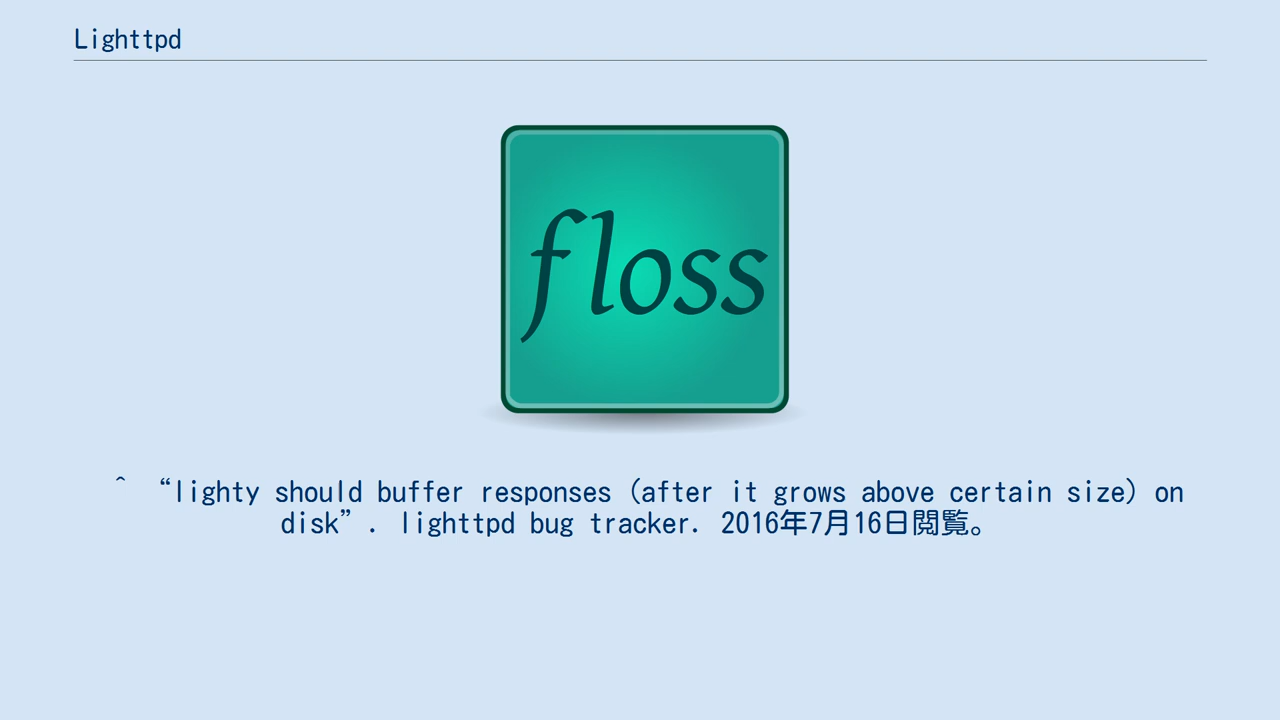 Lighttpd
floss
^ “lighty should buffer responses (after it grows above certain size) on
disk”. lighttpd bug tracker. 2016年7月16日閲覧。